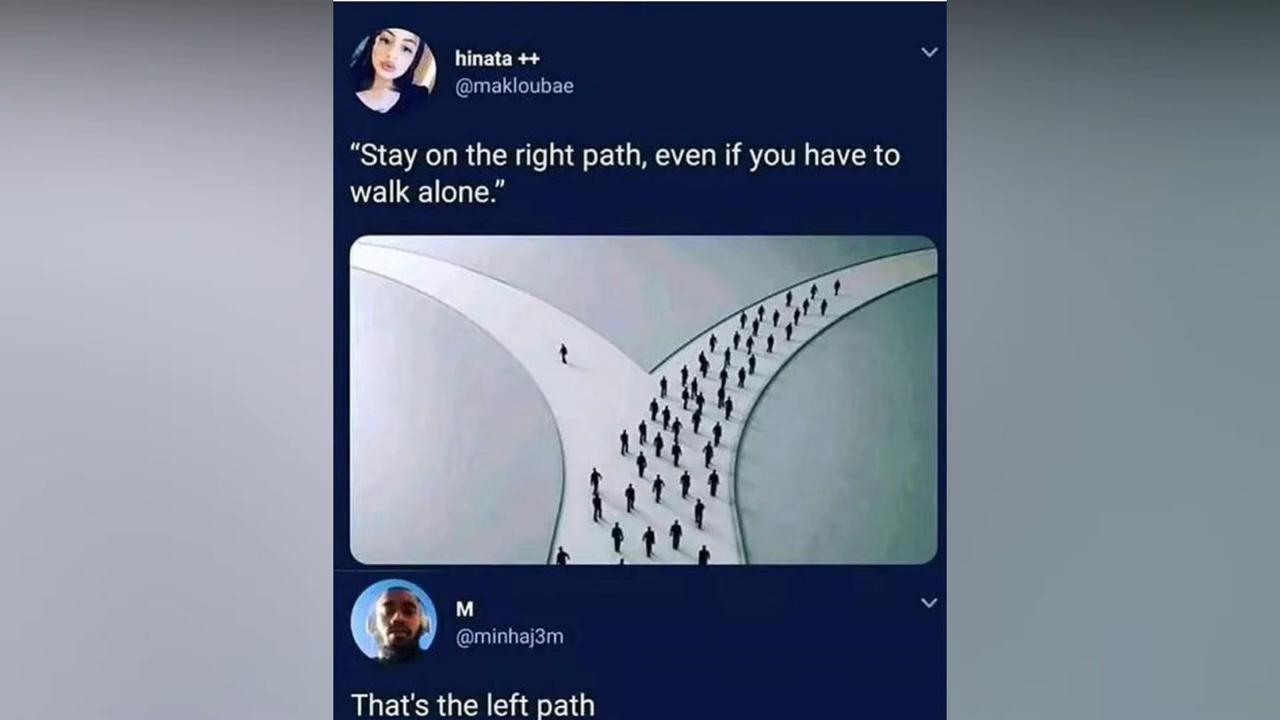 hinata ++
@makloubae
“Stay on the right path, even if you have to
walk alone.”
M
@minhaj3m
That's the left path